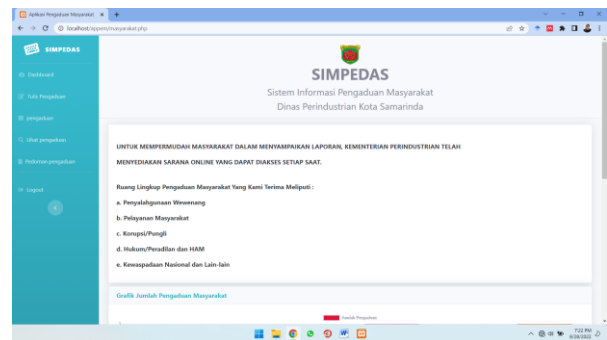 Aplikasi Pengaduan Masyarakat
localhost/appem/masyarakat.php
SIMPEDAS
Dashboard
Tulis Pengaduan
pengaduan
Lihat pengaduan
Pedoman pengaduan
Logout
SIMPEDAS
Sistem Informasi Pengaduan Masyarakat
Dinas Perindustrian Kota Samarinda
UNTUK MEMPERMUDAH MASYARAKAT DALAM MENYAMPAIKAN LAPORAN, KEMENTERIAN PERINDUSTRIAN TELAH
MENYEDIAKAN SARANA ONLINE YANG DAPAT DIAKSES SETIAP SAAT.
Ruang Lingkup Pengaduan Masyarakat Yang Kami Terima Meliputi :
a. Penyalahgunaan Wewenang
b. Pelayanan Masyarakat
c. Korupsi/Pungli
d. Hukum/Peradilan dan HAM
e. Kewaspadaan Nasional dan Lain-lain
Grafik Jumlah Pengaduan Masyarakat
Jumlah Pengaduan
7:22 PM